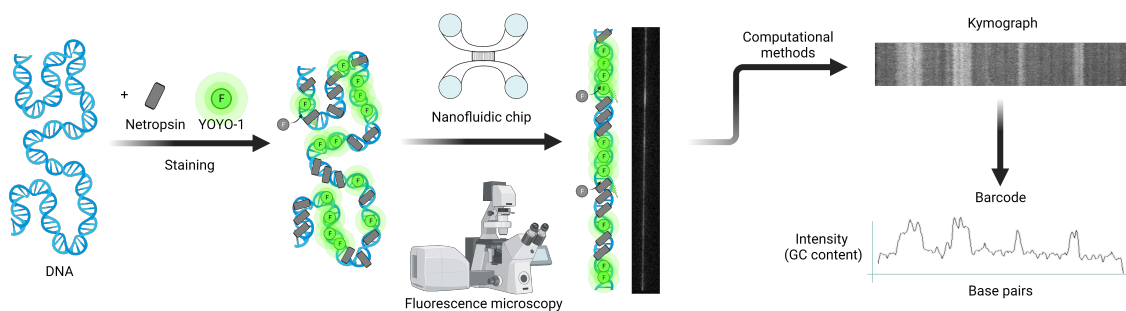 DNA
+
Netropsin
YOYO-1
F
Staining
F
F
F
F
F
F
F
F
F
F
F
F
F
Nanofluidic chip
Fluorescence microscopy
F
F
F
F
F
F
F
F
F
F
F
Computational
methods
Kymograph
Barcode
Intensity
(GC content)
Base pairs